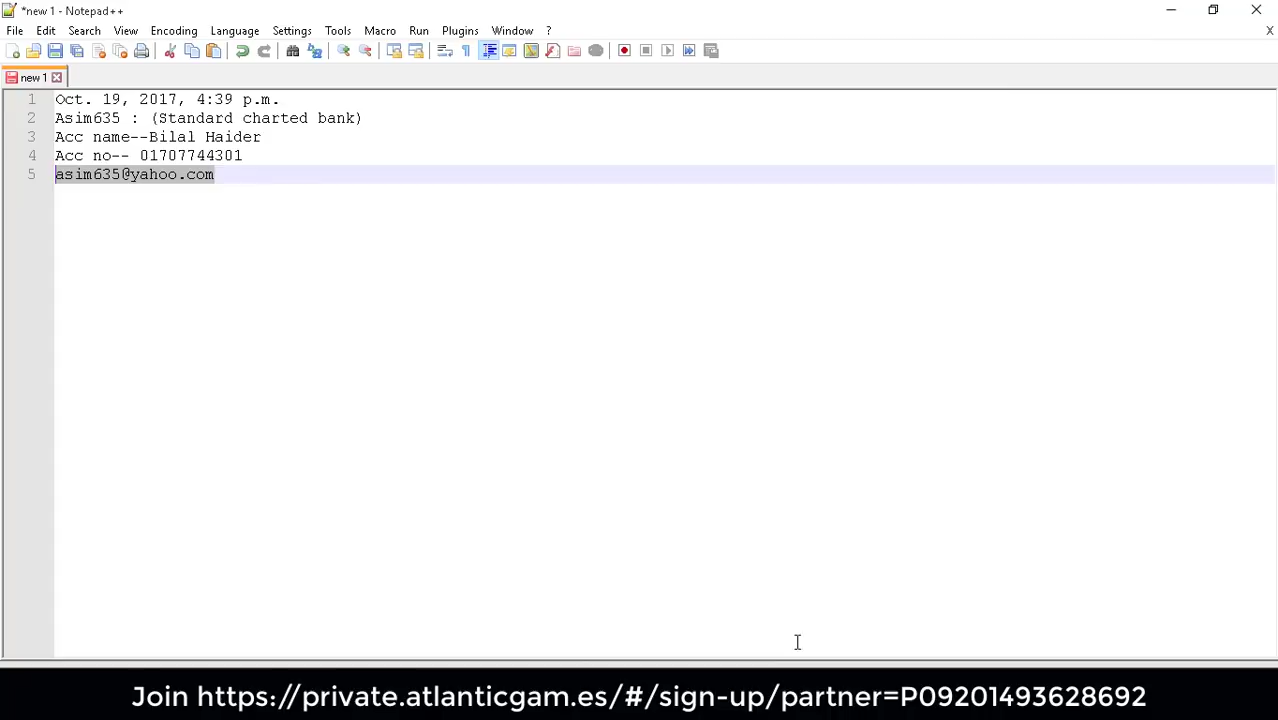 *new 1 - Notepad++
File Edit Search View Encoding Language Settings Tools Macro Run Plugins Window ? X
new 1
1 Oct. 19, 2017, 4:39 p.m.
2 Asim635 : (Standard charted bank)
3 Acc name--Bilal Haider
4 Acc no-- 01707744301
5 asim635@yahoo.com
Join https://private.atlanticgam.es/#/sign-up/partner=P09201493628692